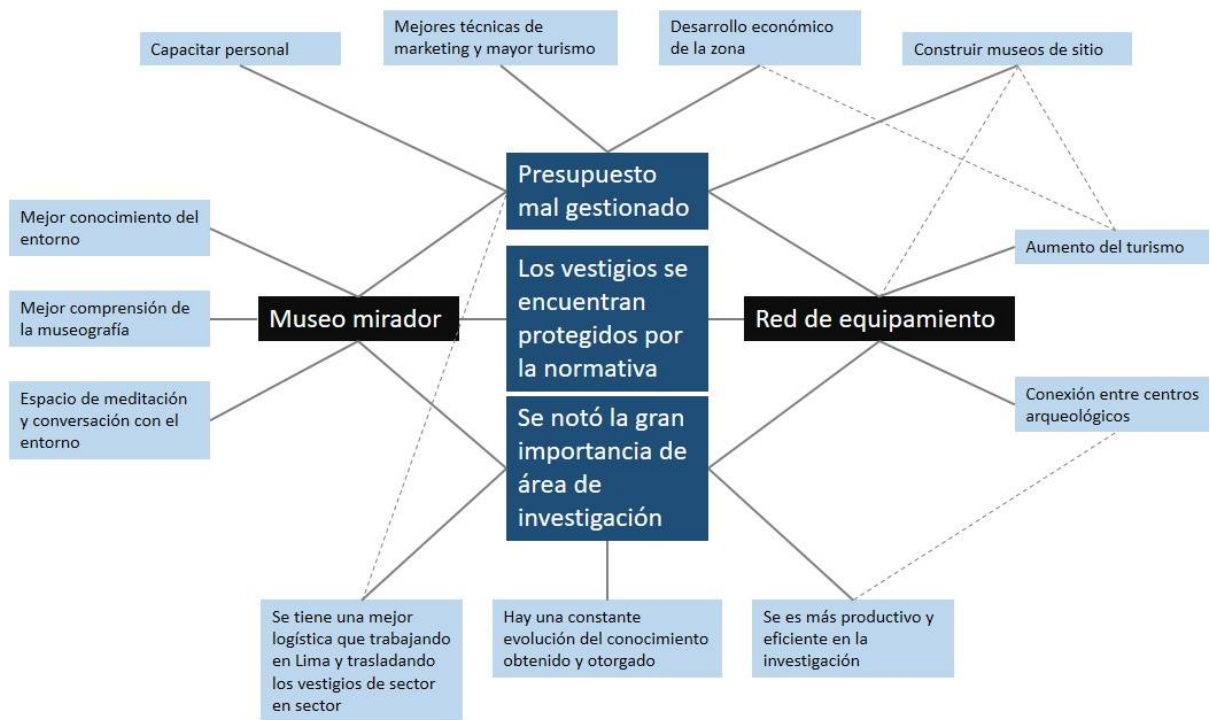 Capacitar personal
Mejores técnicas de
marketing y mayor turismo
Desarrollo económico
de la zona
Construir museos de sitio
Presupuesto
mal gestionado
Mejor conocimiento del
entorno
Aumento del turismo
Los vestigios se
encuentran
protegidos por
la normativa
Mejor comprensión de
la museografía
Museo mirador
Red de equipamiento
Espacio de meditación
y conversación con el
entorno
Conexión entre centros
arqueológicos
Se notó la gran
importancia de
área de
investigación
Se tiene una mejor
logística que trabajando
en Lima y trasladando
los vestigios de sector
en sector
Hay una constante
evolución del conocimiento
obtenido y otorgado
Se es más productivo y
eficiente en la
investigación